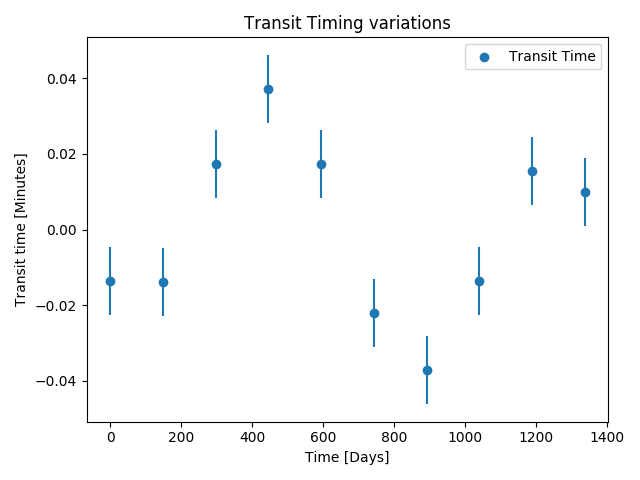 Transit Timing variations
Transit Time
Transit time [Minutes]
0.04
0.02
0.00
−0.02
−0.04
0 200 400 600 800 1000 1200 1400
Time [Days]